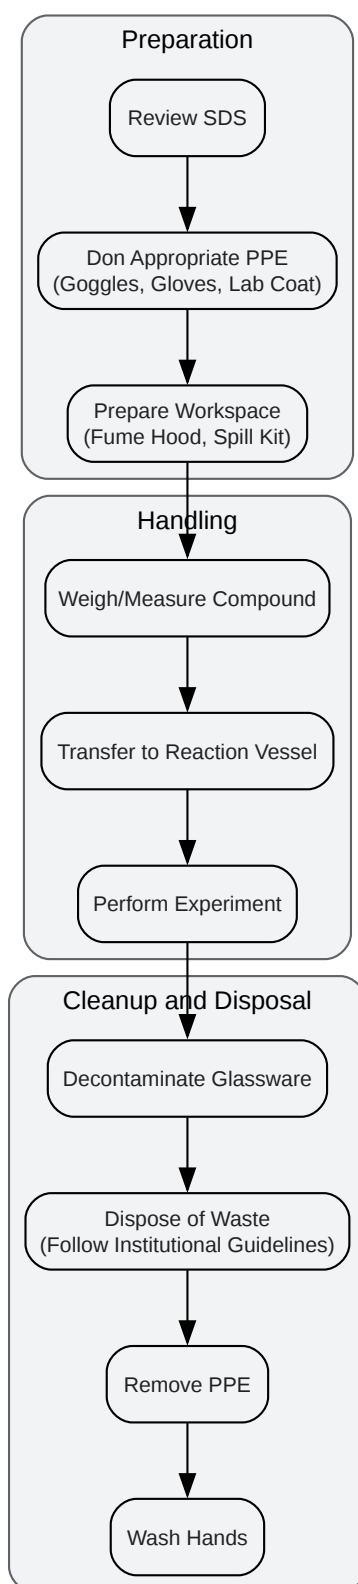 Preparation
Review SDS
Don Appropriate PPE
(Goggles, Gloves, Lab Coat)
Prepare Workspace
(Fume Hood, Spill Kit)
Handling
Weigh/Measure Compound
Transfer to Reaction Vessel
Perform Experiment
Cleanup and Disposal
Decontaminate Glassware
Dispose of Waste
(Follow Institutional Guidelines)
Remove PPE
Wash Hands